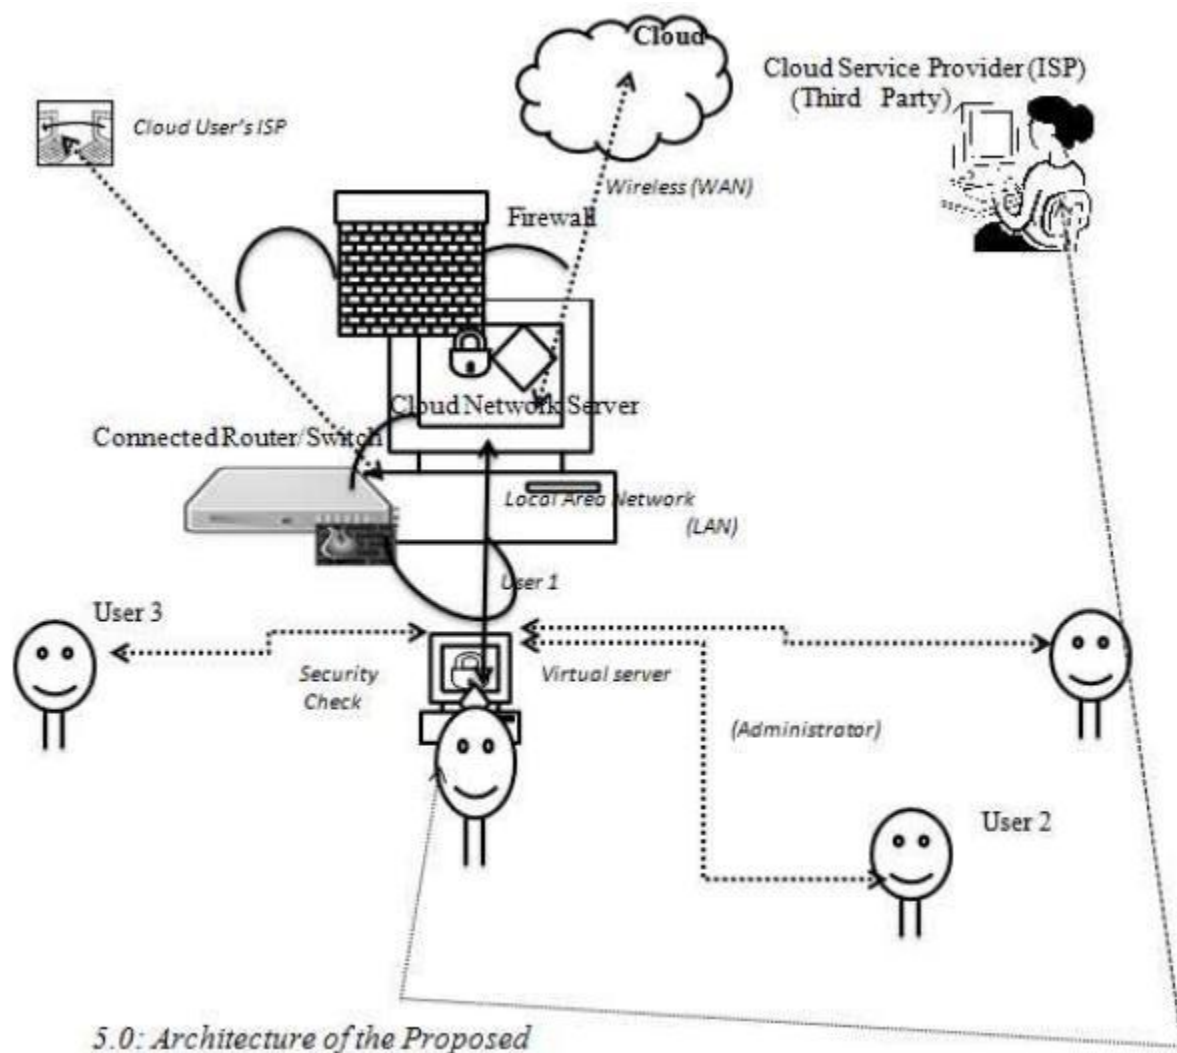 Cloud
Cloud Service Provider (ISP)
(Third Party)
Cloud User's ISP
Wireless (WAN)
Firewall
Cloud Network Server
Connected Router/Switch
Local Area Network
(LAN)
User 1
User 3
Security
Check
Virtual server
(Administrator)
User 2
5.0: Architecture of the Proposed